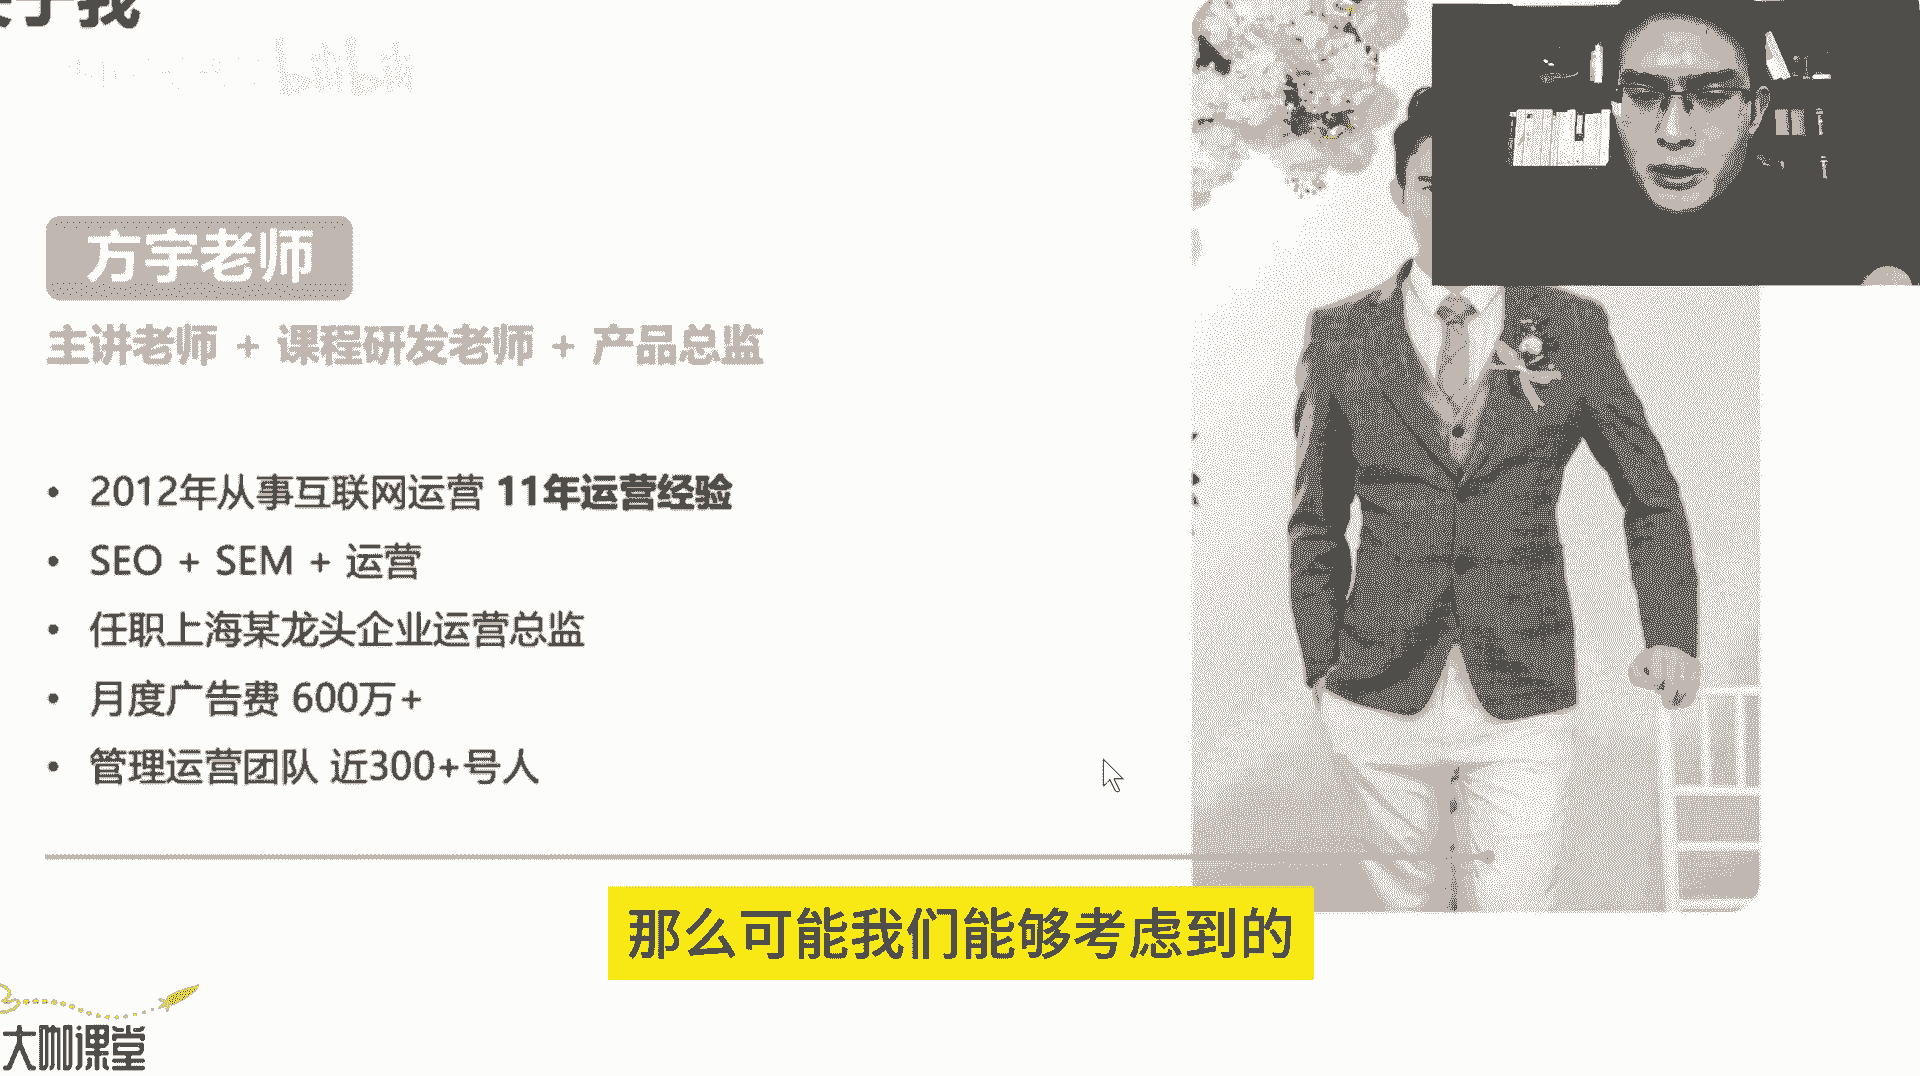 关于我
bilibili
方宇老师
主讲老师 + 课程研发老师 + 产品总监
• 2012年从事互联网运营 11年运营经验
• SEO + SEM + 运营
• 任职上海某龙头企业运营总监
• 月度广告费 600万+
• 管理运营团队 近300+号人
那么可能我们能够考虑到的
大咖课堂